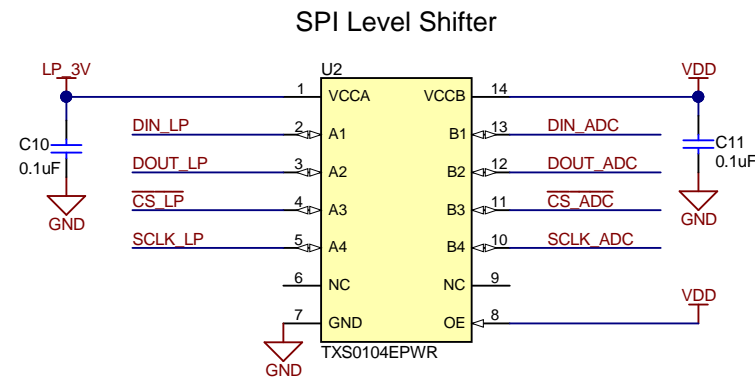 SPI Level Shifter
LP_3V
U2
VDD
1 VCCA VCCB 14
C10
0.1uF
DIN_LP 2 A1 B1 13 DIN_ADC
C11
0.1uF
DOUT_LP 3 A2 B2 12 DOUT_ADC
CS_LP 4 A3 B3 11 CS_ADC
GND
GND
SCLK_LP 5 A4 B4 10 SCLK_ADC
6 NC NC 9
VDD
7 GND OE 8
TXS0104EPWR
GND